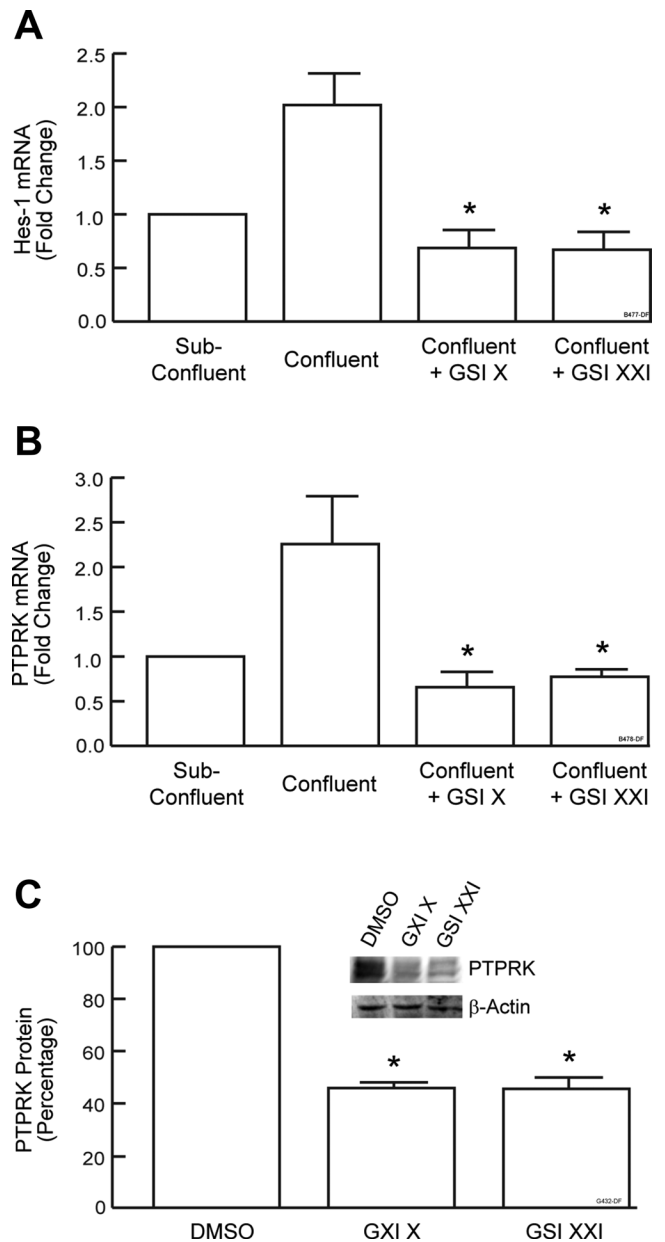 A
Hes-1 mRNA
(Fold Change)
2.5
2.0
1.5
1.0
0.5
0.0
*
*
B477-DF
Sub-
Confluent
Confluent
Confluent
+ GSI X
Confluent
+ GSI XXI
B
PTPRK mRNA
(Fold Change)
3.0
2.5
2.0
1.5
1.0
0.5
0.0
*
*
B478-DF
Sub-
Confluent
Confluent
Confluent
+ GSI X
Confluent
+ GSI XXI
C
PTPRK Protein
(Percentage)
100
80
60
40
20
0
DMSO
GXI X
GSI XXI
PTPRK
β-Actin
*
*
G432-DF
DMSO
GXI X
GSI XXI